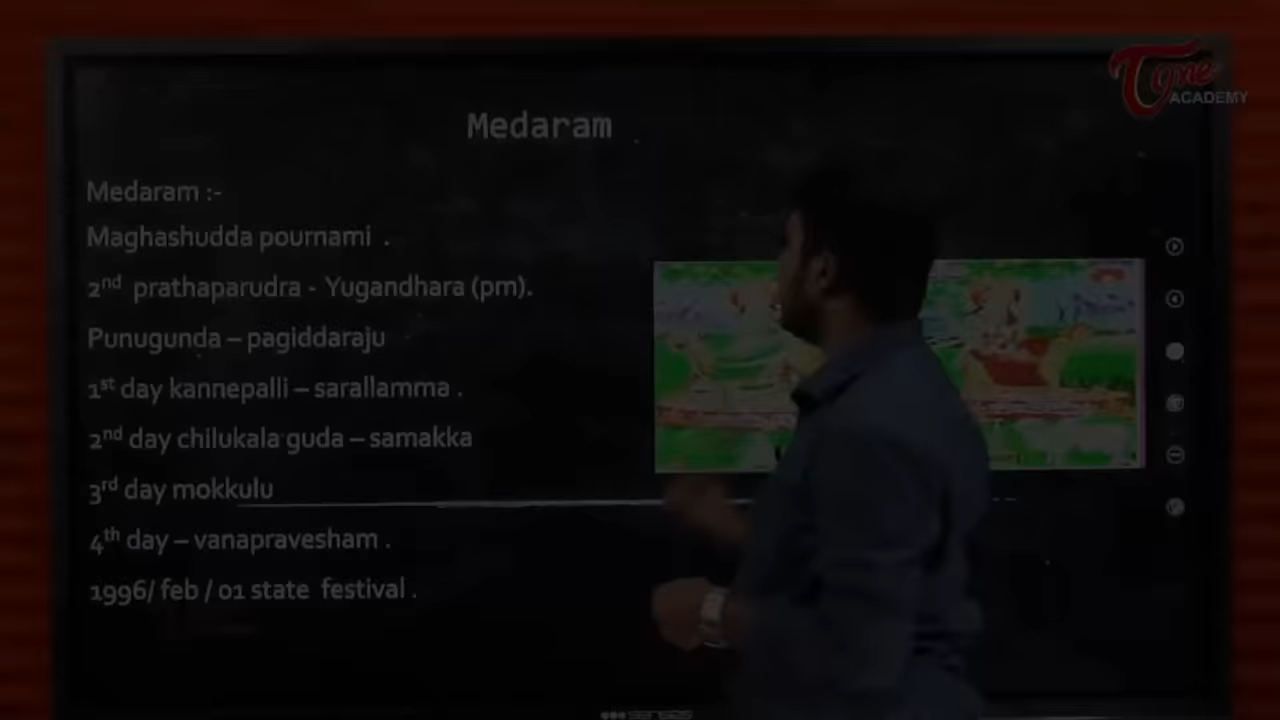 Tone
ACADEMY
Medaram
Medaram :-
Maghashudda pournami .
2nd prathaparudra - Yugandhara (pm).
Punugunda – pagiddaraju
1st day kannepalli – sarallamma .
2nd day chilukala guda – samakka
3rd day mokkulu
4th day – vanapravesham .
1996/ feb / 01 state festival .